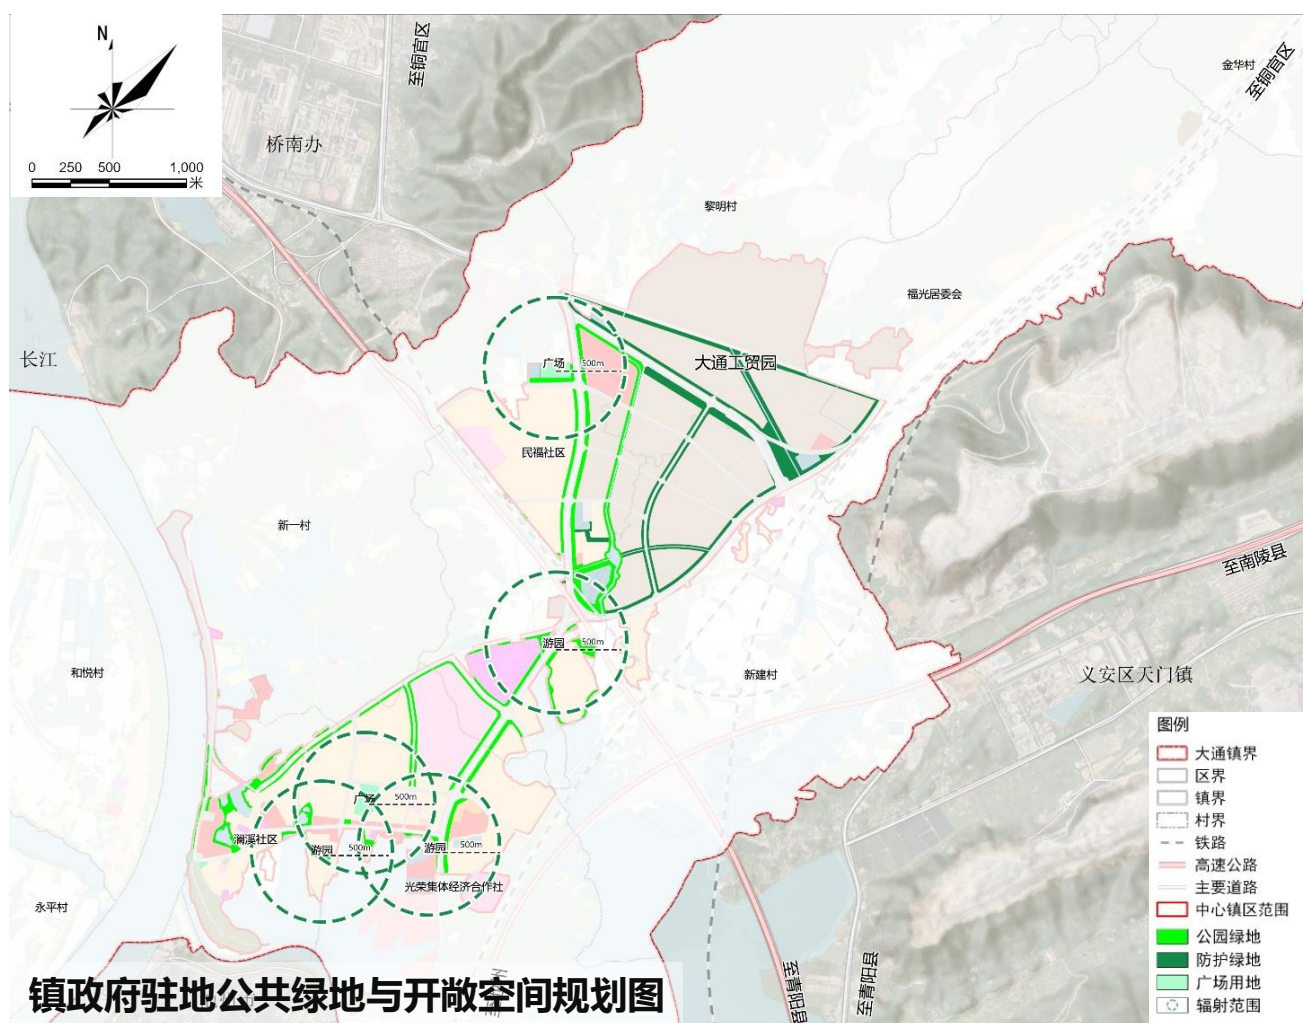 N
0 250 500 1,000
米
至铜官区
金华村
至铜官区
桥南办
黎明村
福光居委会
长江
广场
500m
大通工贸园
民福社区
新一村
至南陵县
游园
500m
和悦村
新建村
义安区天门镇
广场
500m
澜溪社区
游园
500m
游园
500m
光荣集体经济合作社
永平村
至青阳县
至青阳县
图例
大通镇界
区界
镇界
村界
铁路
高速公路
主要道路
中心镇区范围
公园绿地
防护绿地
广场用地
辐射范围
镇政府驻地公共绿地与开敞空间规划图